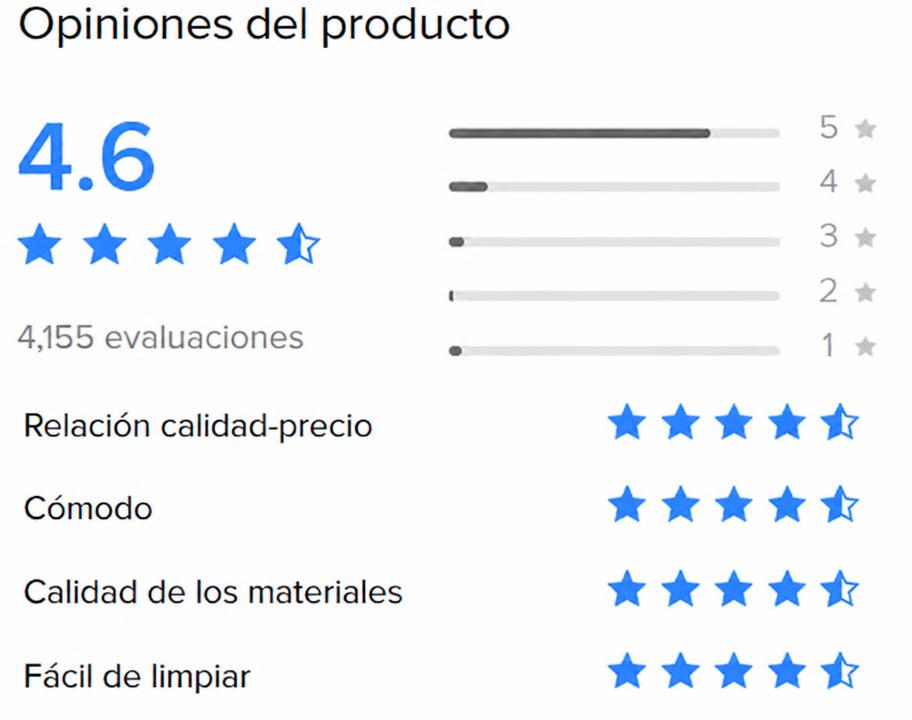 Opiniones del producto
4.6
4,155 evaluaciones
5
4
3
2
1
Relación calidad-precio
Cómodo
Calidad de los materiales
Fácil de limpiar